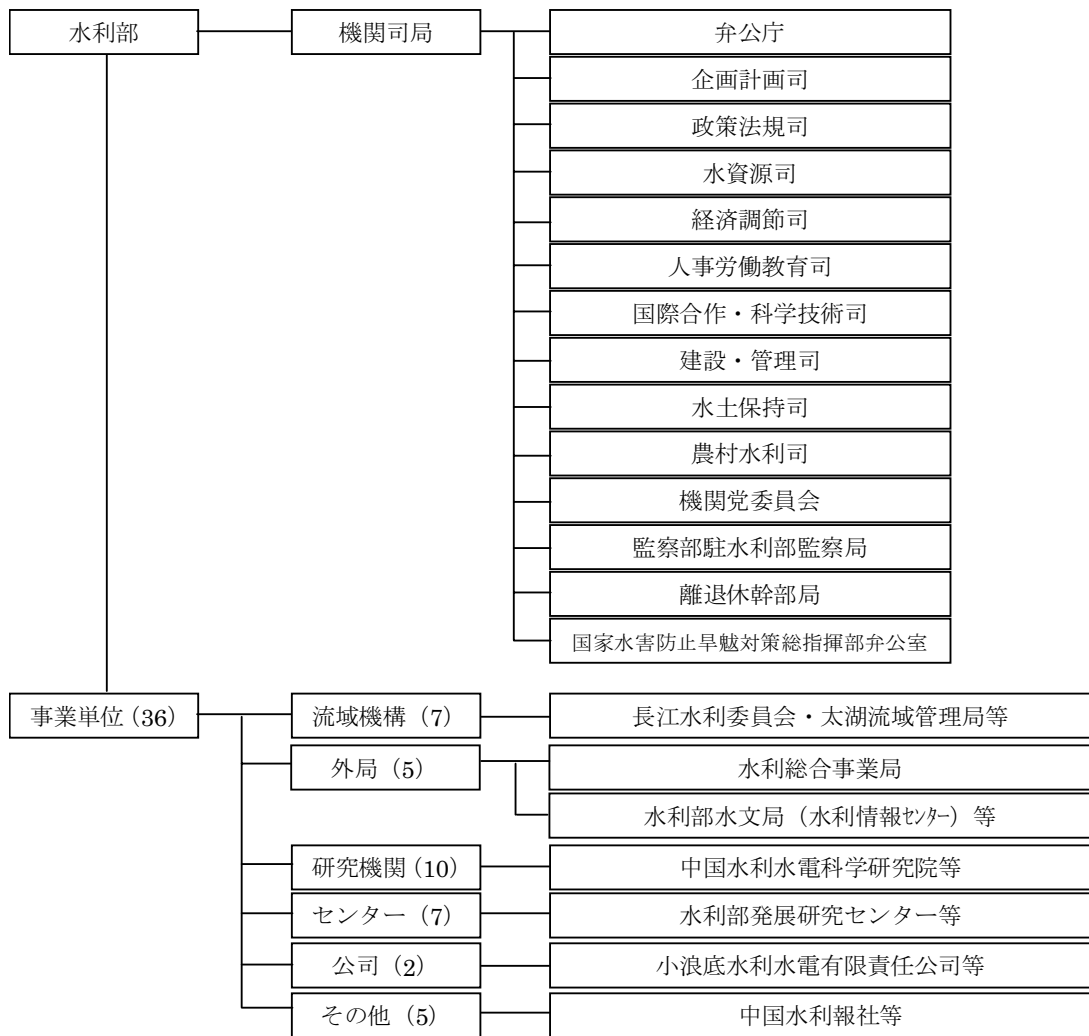 水利部
機関司局
弁公庁
企画計画司
政策法規司
水資源司
経済調節司
人事労働教育司
国際合作・科学技術司
建設・管理司
水土保持司
農村水利司
機関党委員会
監察部駐水利部監察局
離退休幹部局
国家水害防止旱魃対策総指揮部弁公室
事業単位(36)
流域機構(7)
長江水利委員会・太湖流域管理局等
外局(5)
水利総合事業局
水利部水文局(水利情報ｾﾝﾀｰ)等
研究機関(10)
中国水利水電科学研究院等
センター(7)
水利部発展研究センター等
公司(2)
小浪底水利水電有限責任公司等
その他(5)
中国水利報社等